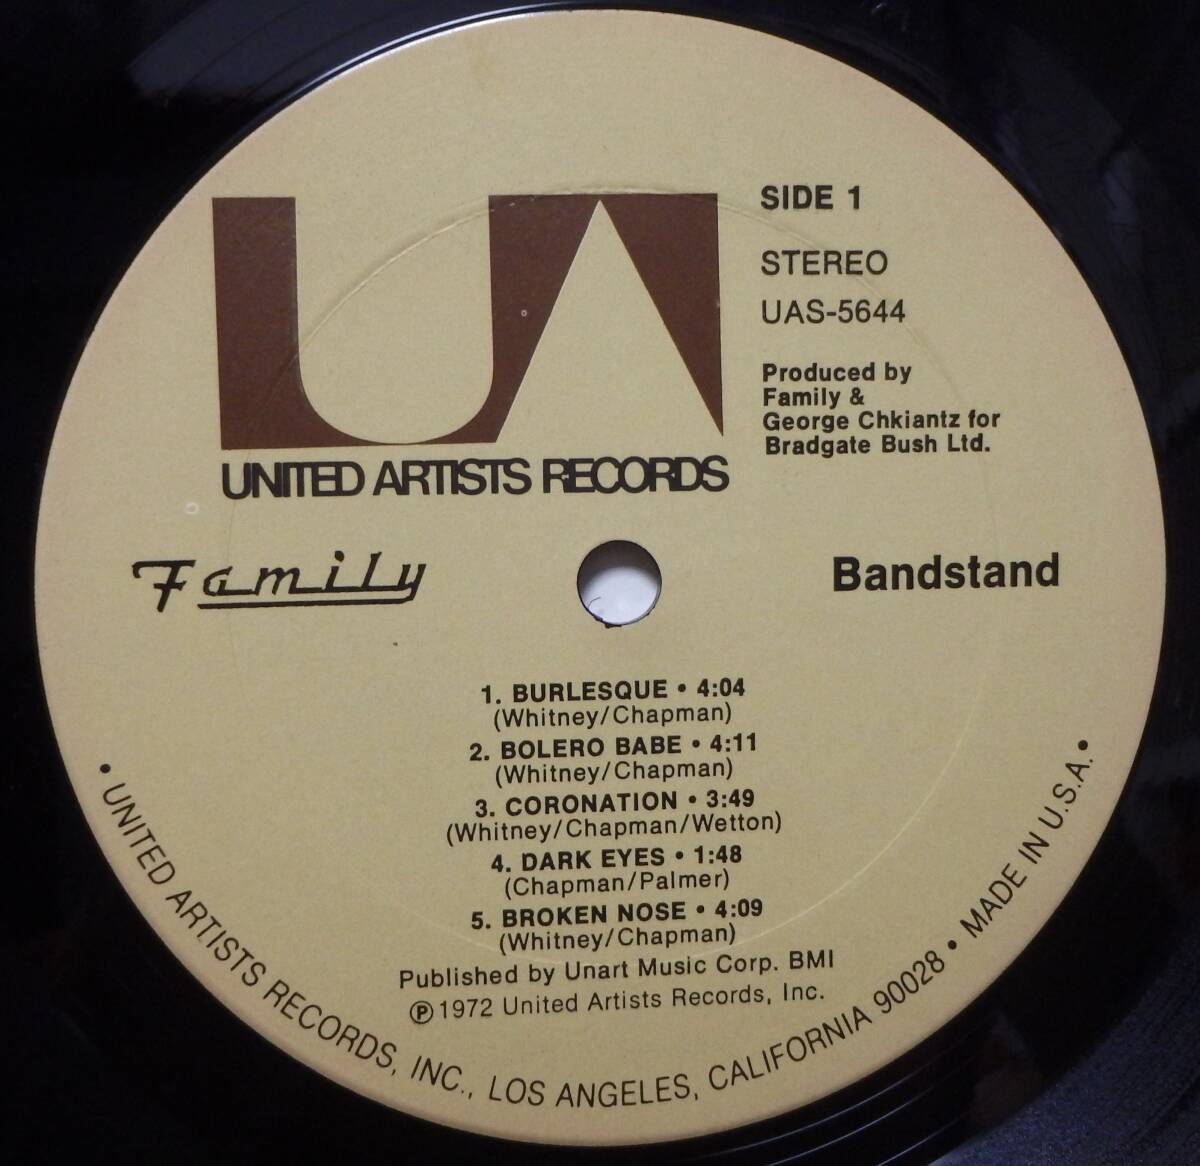 UA
SIDE 1
STEREO
UAS-5644
Produced by
Family &
George Chkiantz for
Bradgate Bush Ltd.
UNITED ARTISTS RECORDS
Family
Bandstand
1. BURLESQUE • 4:04
(Whitney/Chapman)
2. BOLERO BABE • 4:11
(Whitney/Chapman)
3. CORONATION • 3:49
(Whitney/Chapman/Wetton)
4. DARK EYES • 1:48
(Chapman/Palmer)
5. BROKEN NOSE • 4:09
(Whitney/Chapman)
Published by Unart Music Corp. BMI
℗ 1972 United Artists Records, Inc.
• UNITED ARTISTS RECORDS, INC., LOS ANGELES, CALIFORNIA 90028 • MADE IN U.S.A. •